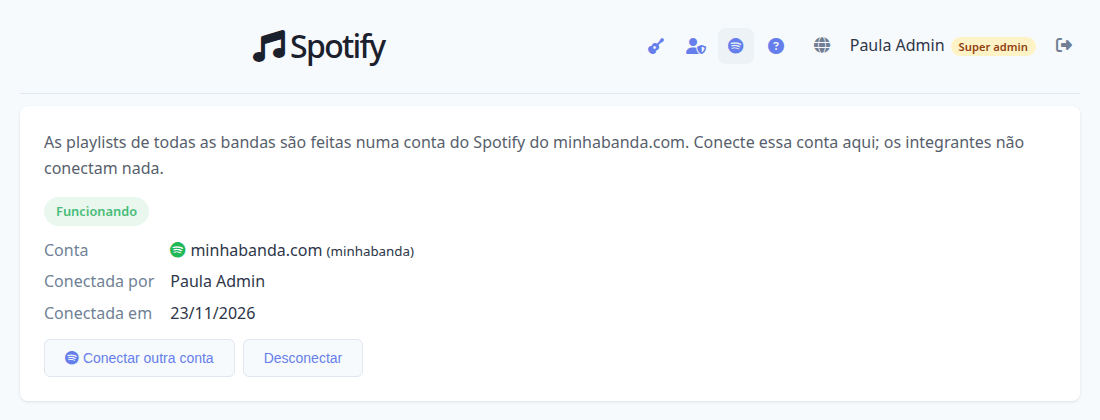 Spotify
Paula Admin Super admin
As playlists de todas as bandas são feitas numa conta do Spotify do minhabanda.com. Conecte essa conta aqui; os integrantes não
conectam nada.
Funcionando
Conta minhabanda.com (minhabanda)
Conectada por Paula Admin
Conectada em 23/11/2026
Conectar outra conta Desconectar